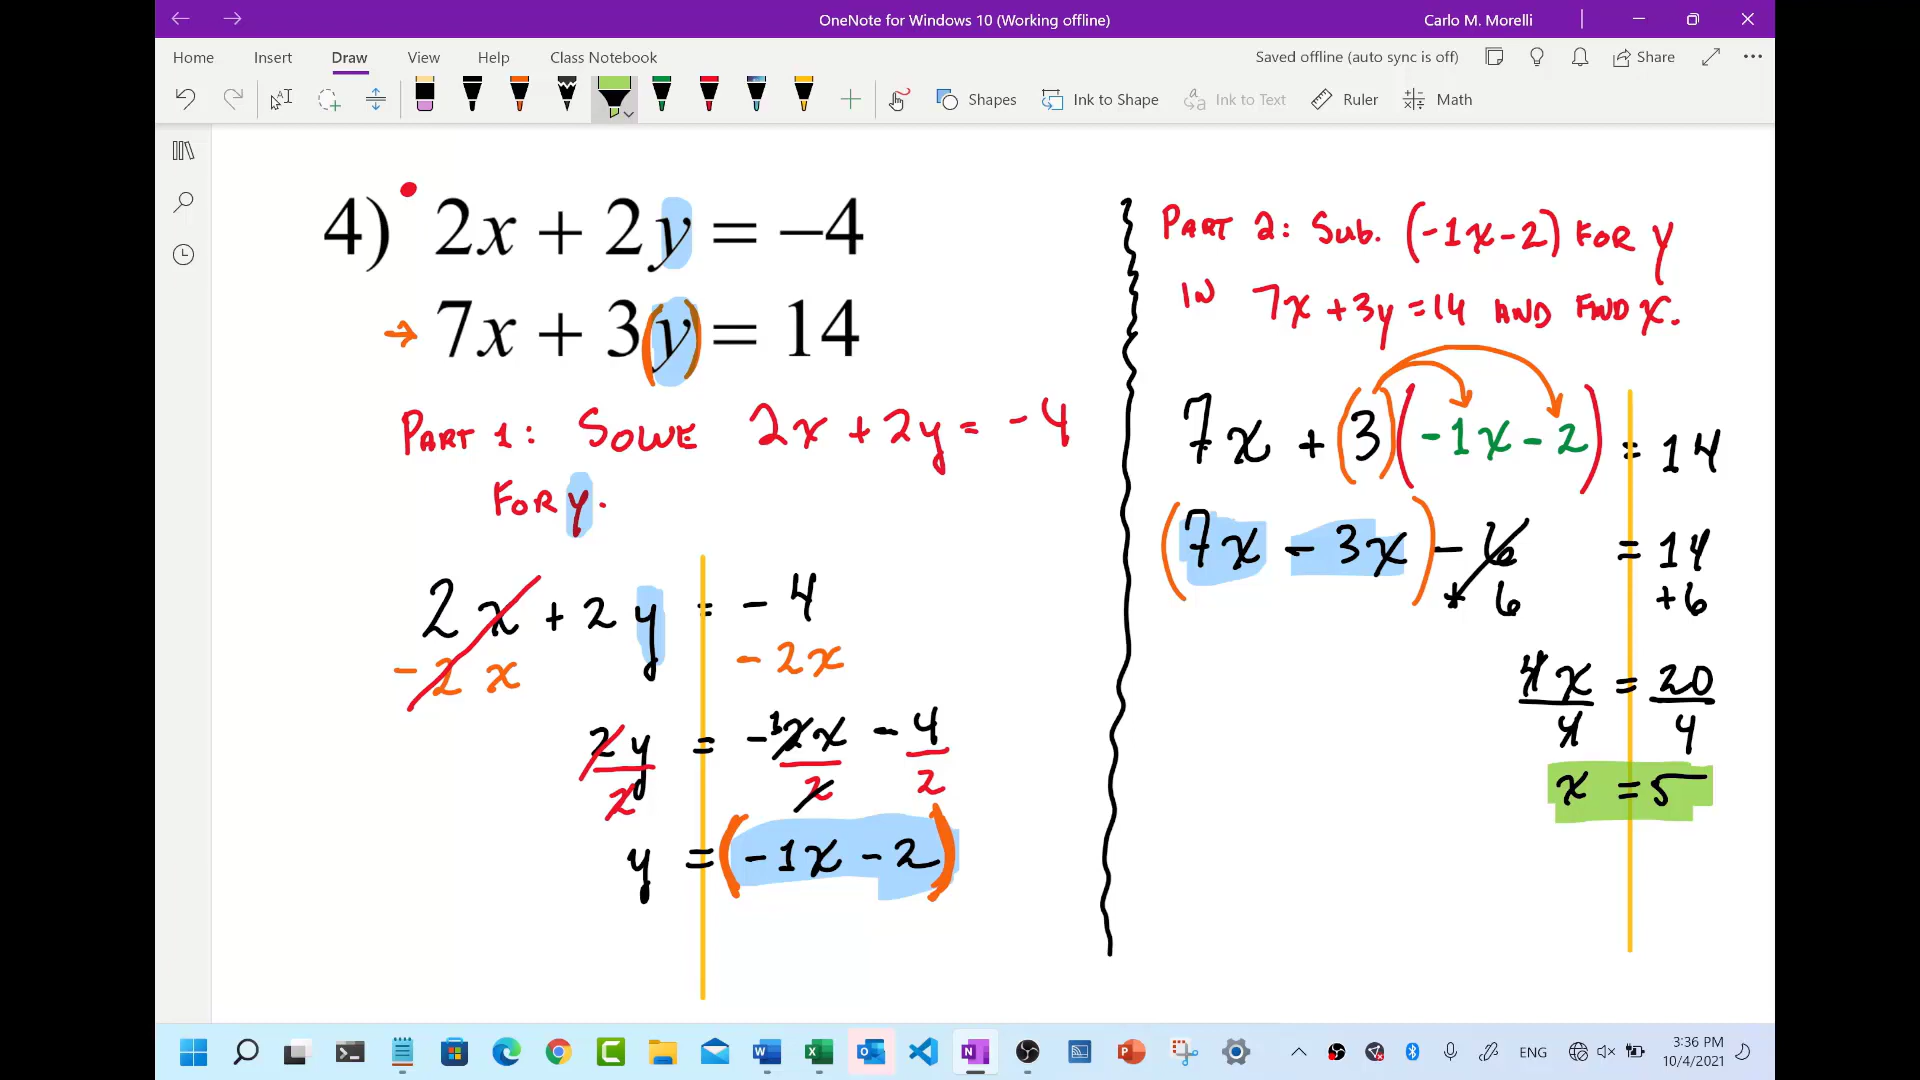 OneNote for Windows 10 (Working offline)
Carlo M. Morelli
Home Insert Draw View Help Class Notebook
Saved offline (auto sync is off) Share
Shapes Ink to Shape Ink to Text Ruler Math
4) 2x + 2y = −4
7x + 3(y) = 14
PART 1: SOLVE 2x + 2y = -4
FOR y.
2x + 2y = -4
-2x -2x
2y = -12x - 4
2 2 2
y = (-1x - 2)
PART 2: SUB. (-1x-2) FOR y
IN 7x + 3y = 14 AND FIND x.
7x + (3)(-1x - 2) = 14
(7x - 3x) - 6 = 14
+ 6 +6
4x = 20
4 4
x = 5
ENG
3:36 PM
10/4/2021